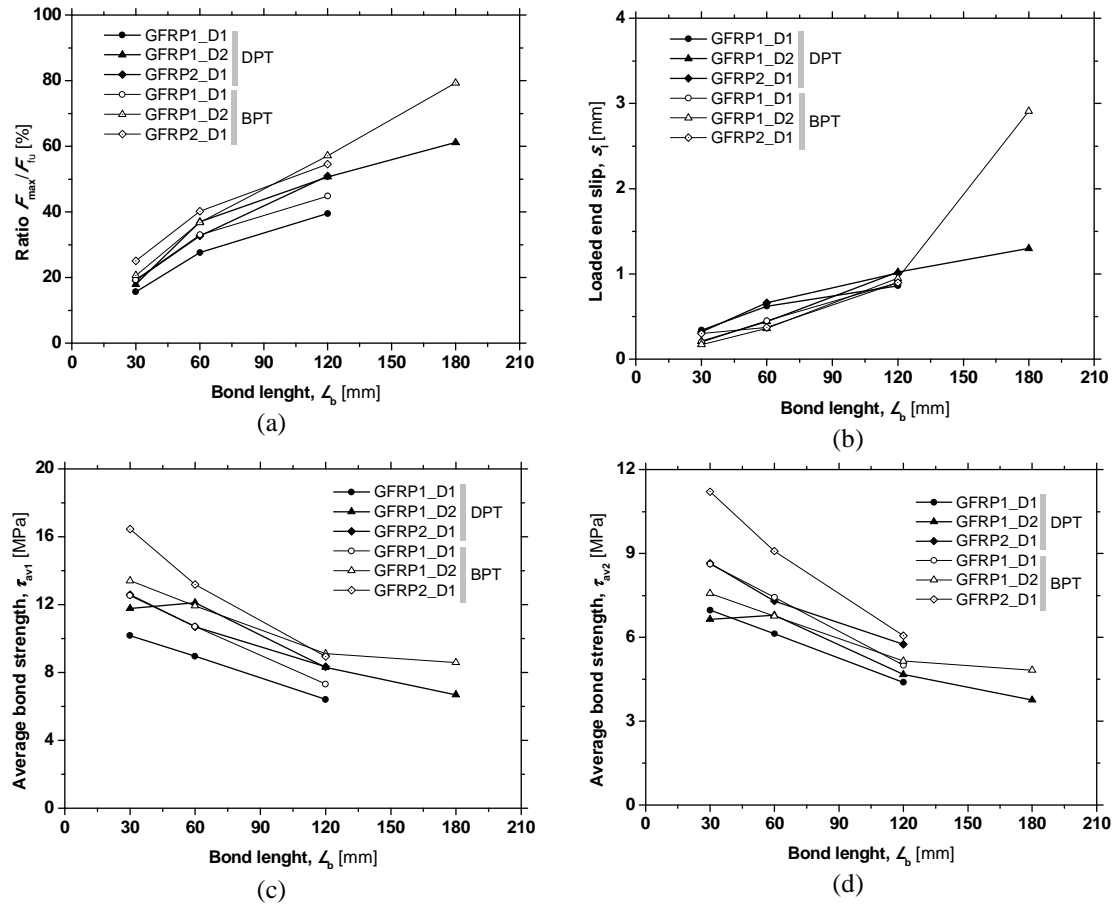 100
80
60
40
20
0
Ratio F_max/F_fu [%]
GFRP1_D1
GFRP1_D2
GFRP2_D1
DPT
GFRP1_D1
GFRP1_D2
GFRP2_D1
BPT
0 30 60 90 120 150 180 210
Bond lenght, L_b [mm]
(a)
4
3
2
1
0
Loaded end slip, s_l [mm]
GFRP1_D1
GFRP1_D2
GFRP2_D1
DPT
GFRP1_D1
GFRP1_D2
GFRP2_D1
BPT
0 30 60 90 120 150 180 210
Bond lenght, L_b [mm]
(b)
20
16
12
8
4
0
Average bond strength, τ_av1 [MPa]
GFRP1_D1
GFRP1_D2
GFRP2_D1
DPT
GFRP1_D1
GFRP1_D2
GFRP2_D1
BPT
0 30 60 90 120 150 180 210
Bond lenght, L_b [mm]
(c)
12
9
6
3
0
Average bond strength, τ_av2 [MPa]
GFRP1_D1
GFRP1_D2
GFRP2_D1
DPT
GFRP1_D1
GFRP1_D2
GFRP2_D1
BPT
0 30 60 90 120 150 180 210
Bond lenght, L_b [mm]
(d)